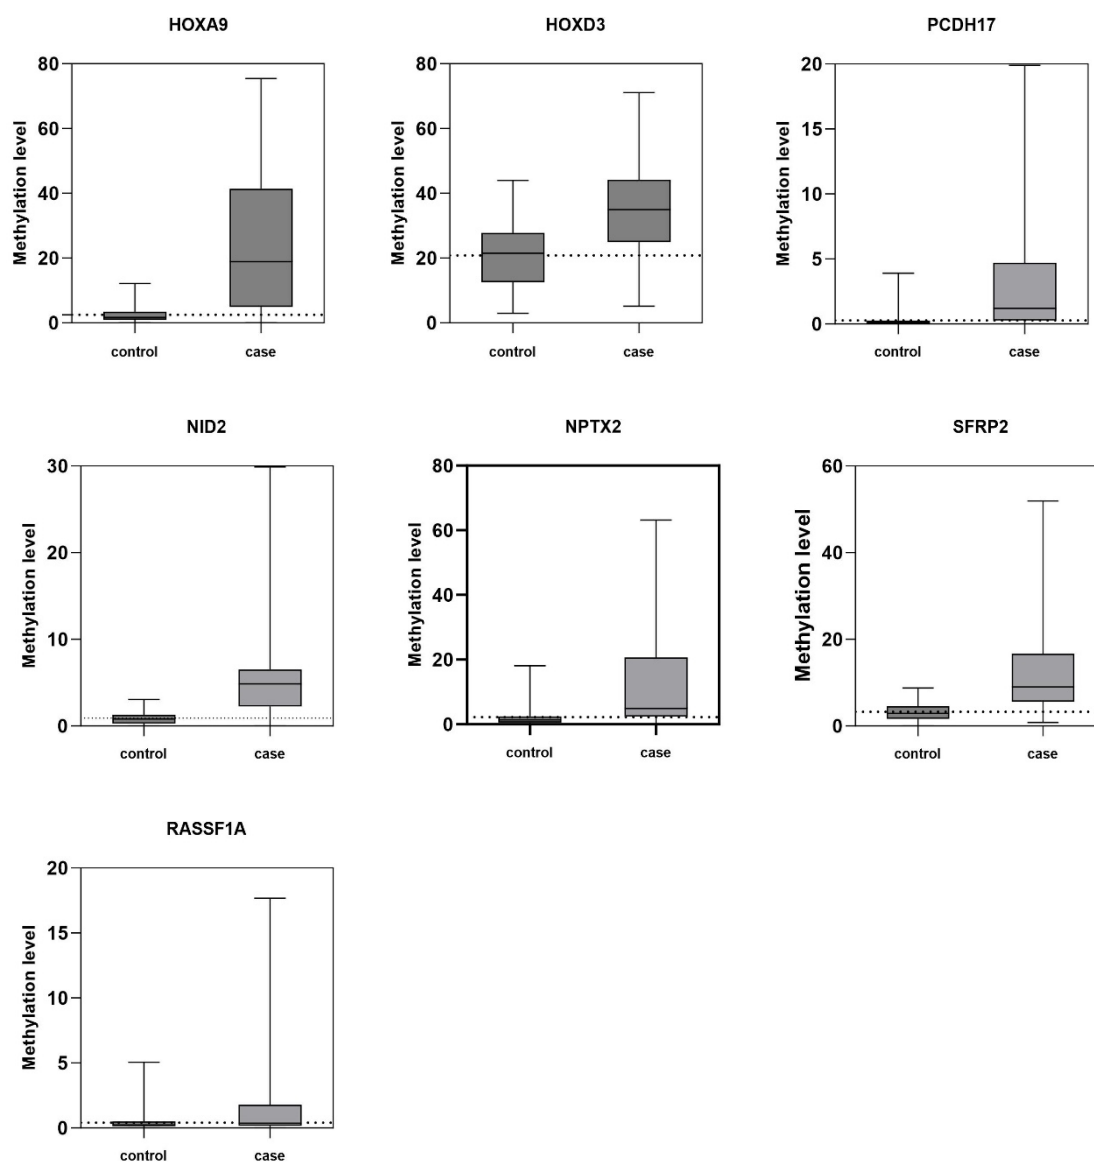 HOXA9
Methylation level
80
60
40
20
0
control case
HOXD3
Methylation level
80
60
40
20
0
control case
PCDH17
Methylation level
20
15
10
5
0
control case
NID2
Methylation level
30
20
10
0
control case
NPTX2
Methylation level
80
60
40
20
0
control case
SFRP2
Methylation level
60
40
20
0
control case
RASSF1A
Methylation level
20
15
10
5
0
control case